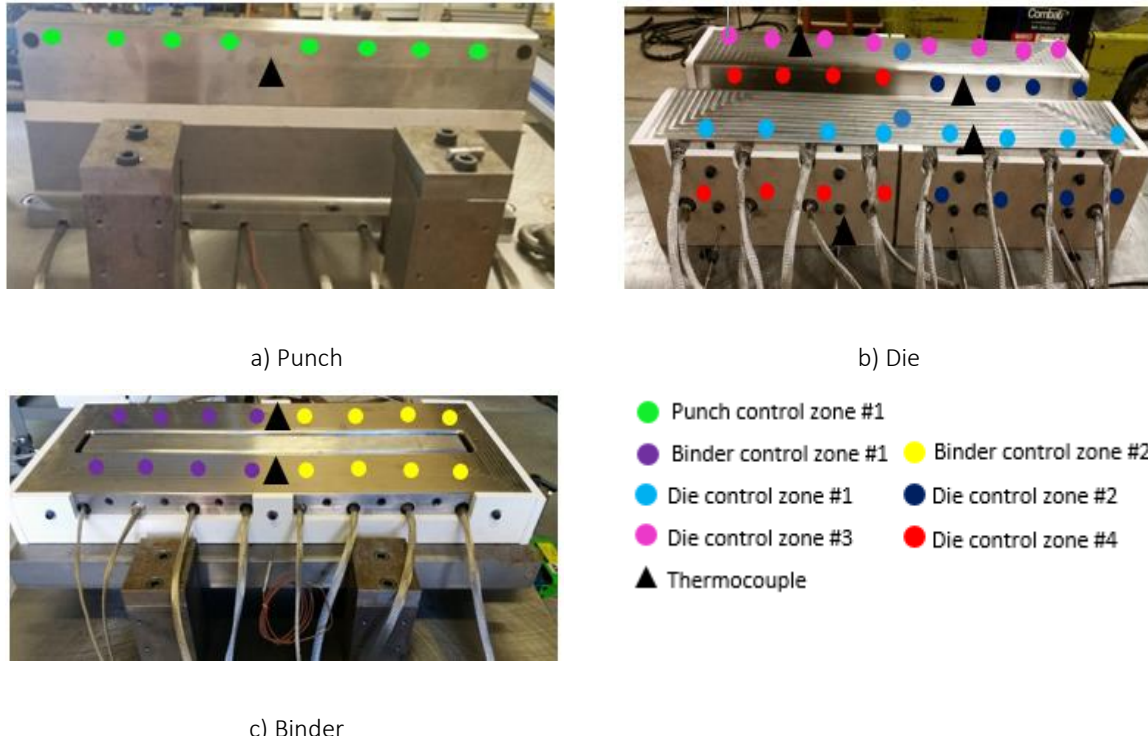 Combati
a) Punch
b) Die
Punch control zone #1
Binder control zone #1
Binder control zone #2
Die control zone #1
Die control zone #2
Die control zone #3
Die control zone #4
Thermocouple
c) Binder